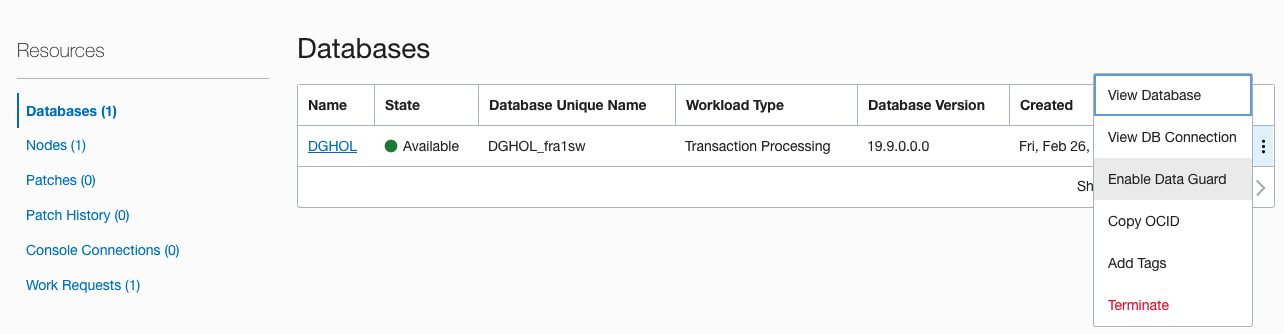 Resources
Databases (1)
Nodes (1)
Patches (0)
Patch History (0)
Console Connections (0)
Work Requests (1)
Databases
Name State Database Unique Name Workload Type Database Version Created
DGHOL Available DGHOL_fra1sw Transaction Processing 19.9.0.0.0 Fri, Feb 26,
Sh
View Database
View DB Connection
Enable Data Guard
Copy OCID
Add Tags
Terminate